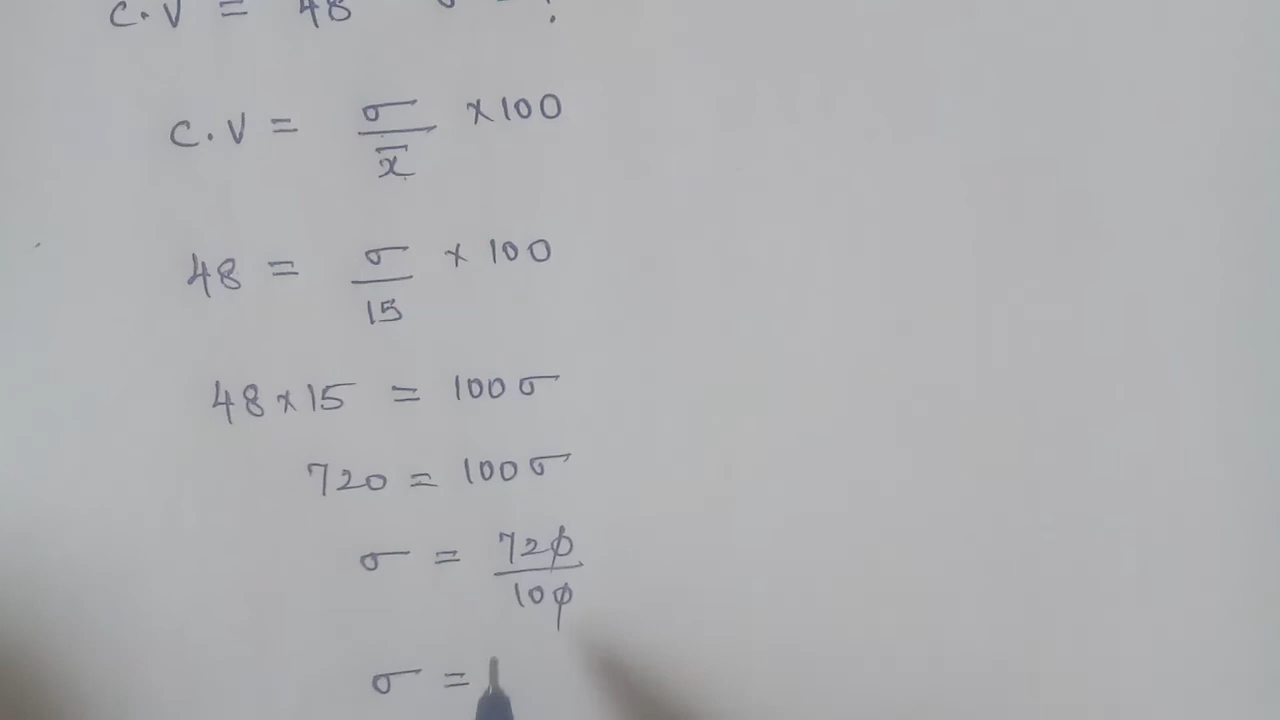 C.V = 48 σ = ?
C.V = σ/x̄ ×100
48 = σ/15 × 100
48×15 = 100σ
720 = 100σ
σ = 720/100
σ =